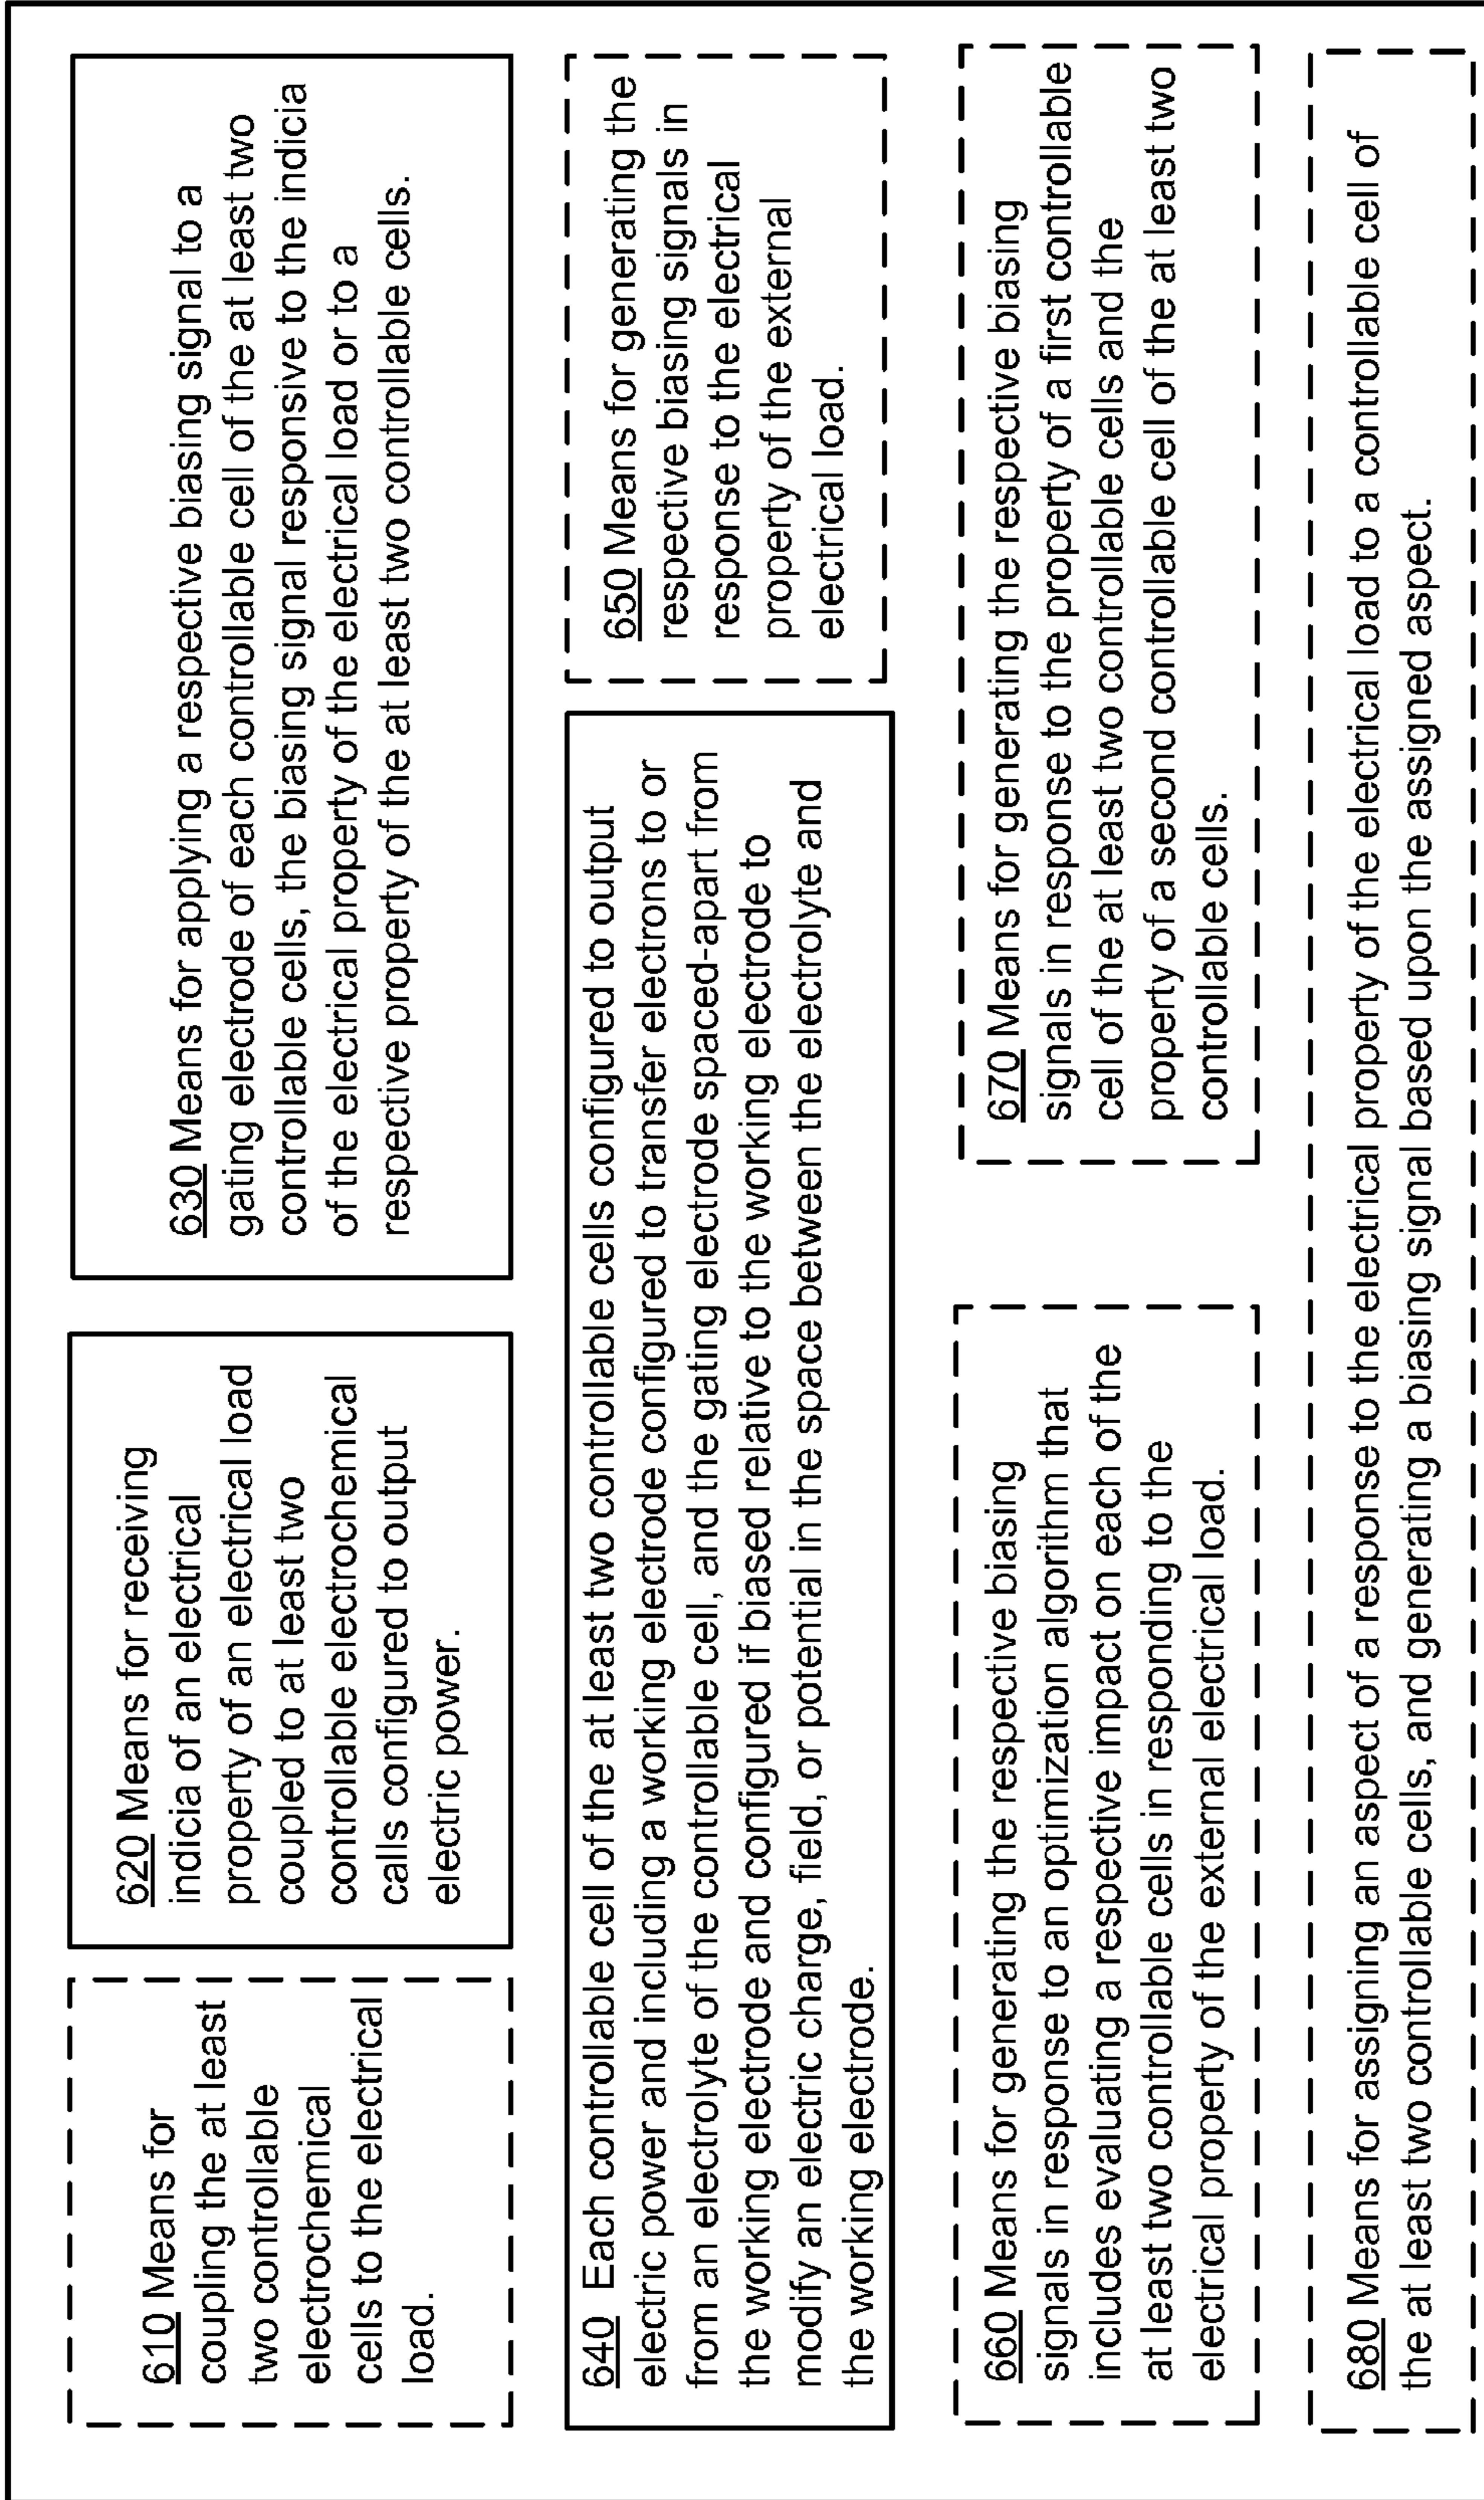 610 Means for
coupling the at least
two controllable
electrochemical
cells to the electrical
load.
620 Means for receiving
indicia of an electrical
property of an electrical load
coupled to at least two
controllable electrochemical
calls configured to output
electric power.
630 Means for applying a respective biasing signal to a
gating electrode of each controllable cell of the at least two
controllable cells, the biasing signal responsive to the indicia
of the electrical property of the electrical load or to a
respective property of the at least two controllable cells.
640 Each controllable cell of the at least two controllable cells configured to output
electric power and including a working electrode configured to transfer electrons to or
from an electrolyte of the controllable cell, and the gating electrode spaced-apart from
the working electrode and configured if biased relative to the working electrode to
modify an electric charge, field, or potential in the space between the electrolyte and
the working electrode.
650 Means for generating the
respective biasing signals in
response to the electrical
property of the external
electrical load.
660 Means for generating the respective biasing
signals in response to an optimization algorithm that
includes evaluating a respective impact on each of the
at least two controllable cells in responding to the
electrical property of the external electrical load.
670 Means for generating the respective biasing
signals in response to the property of a first controllable
cell of the at least two controllable cells and the
property of a second controllable cell of the at least two
controllable cells.
680 Means for assigning an aspect of a response to the electrical property of the electrical load to a controllable cell of
the at least two controllable cells, and generating a biasing signal based upon the assigned aspect.